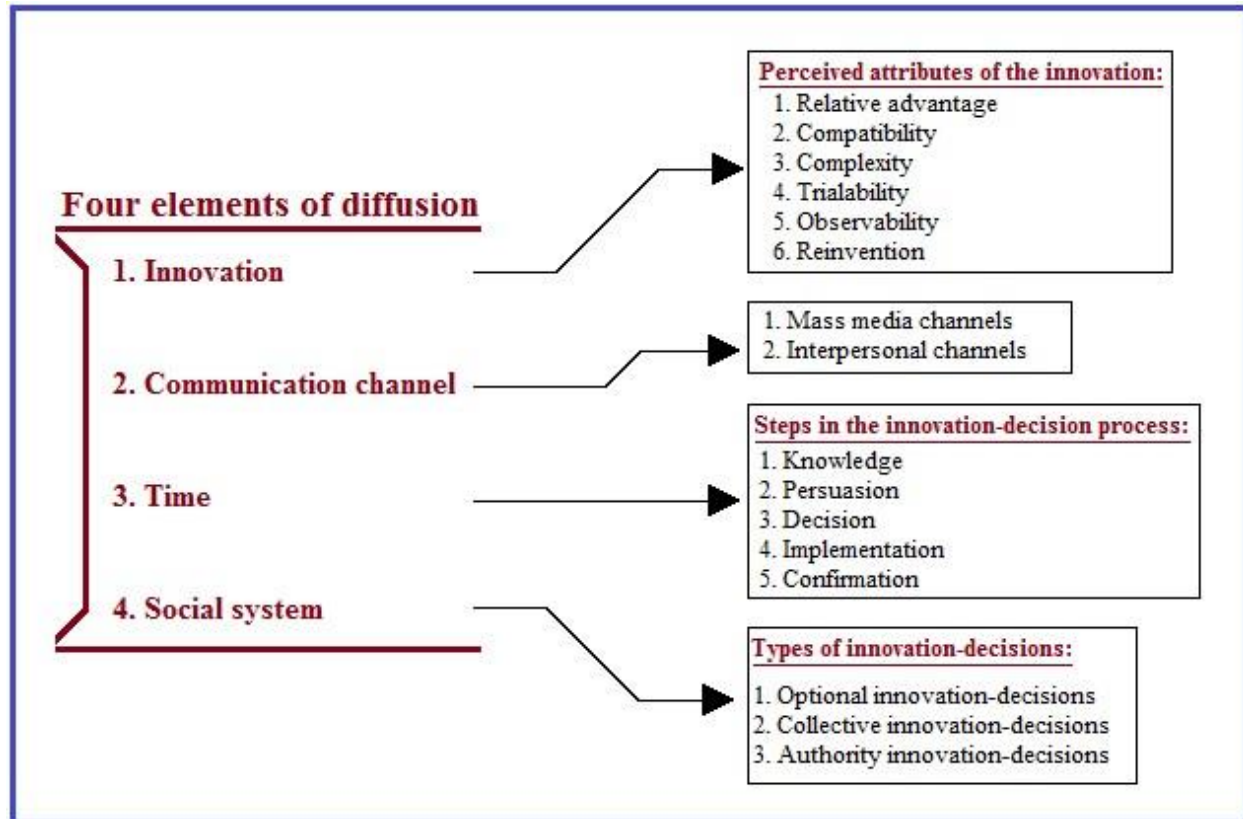 Four elements of diffusion
1. Innovation
2. Communication channel
3. Time
4. Social system
Perceived attributes of the innovation:
1. Relative advantage
2. Compatibility
3. Complexity
4. Trialability
5. Observability
6. Reinvention
1. Mass media channels
2. Interpersonal channels
Steps in the innovation-decision process:
1. Knowledge
2. Persuasion
3. Decision
4. Implementation
5. Confirmation
Types of innovation-decisions:
1. Optional innovation-decisions
2. Collective innovation-decisions
3. Authority innovation-decisions